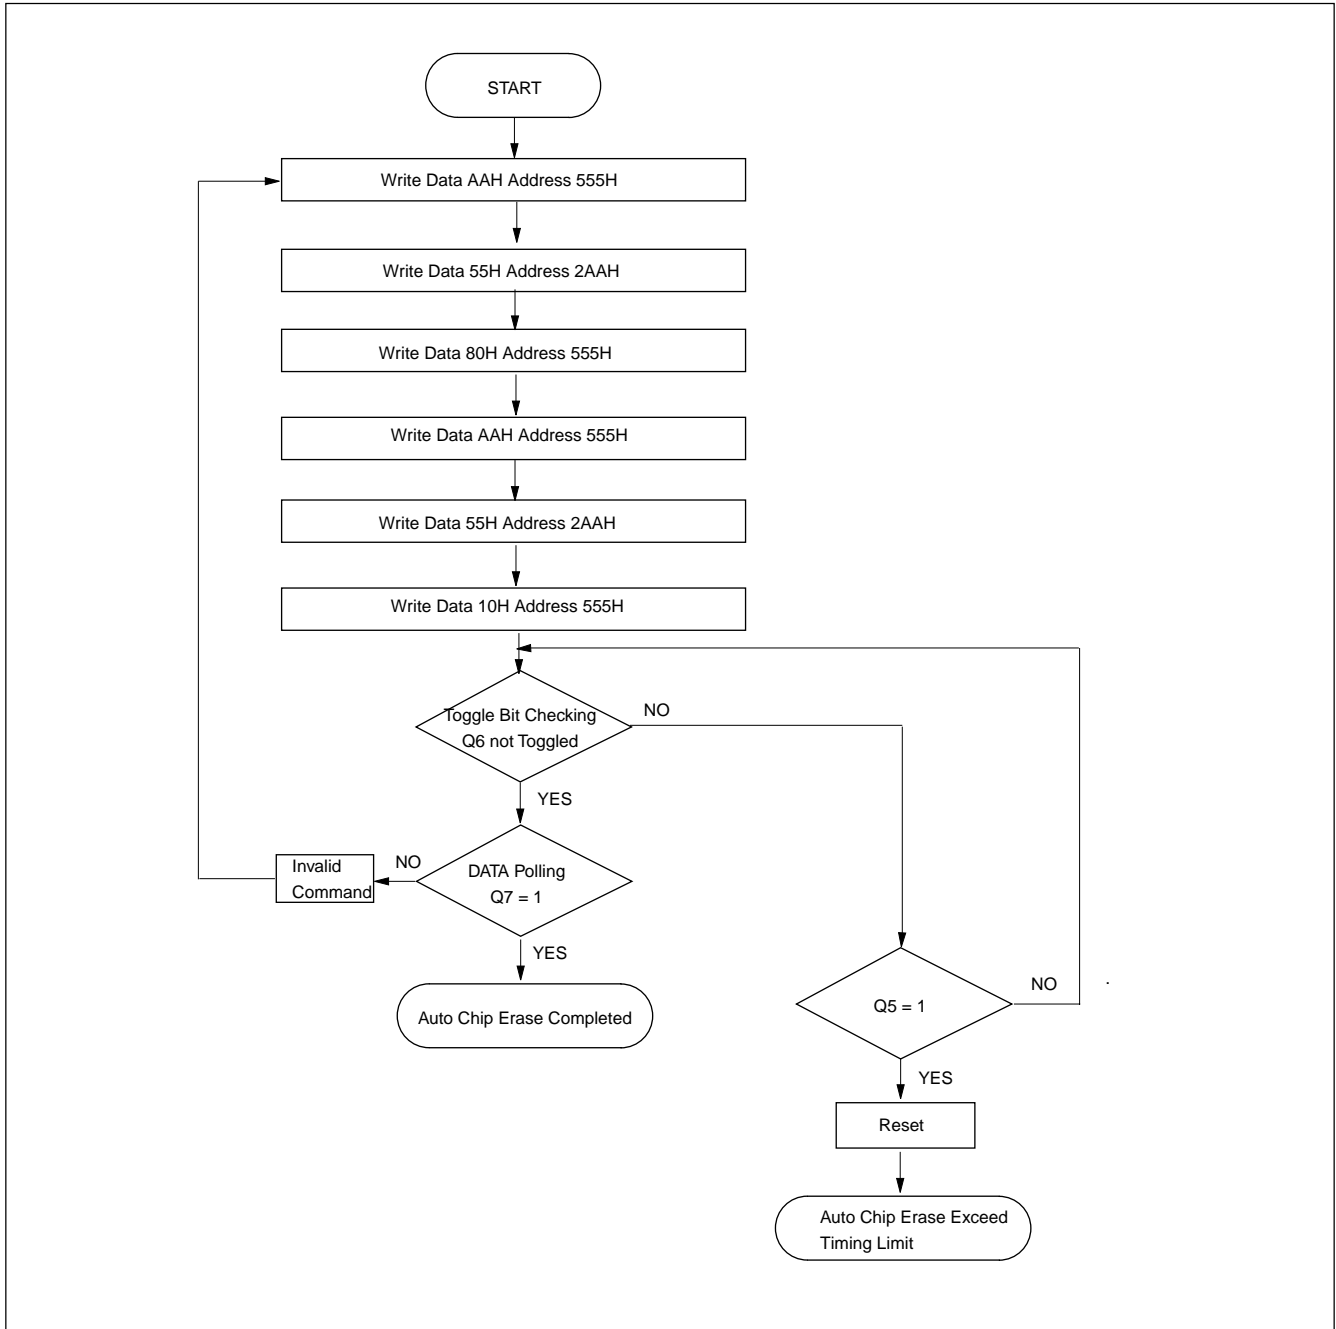 START
Write Data AAH Address 555H
Write Data 55H Address 2AAH
Write Data 80H Address 555H
Write Data AAH Address 555H
Write Data 55H Address 2AAH
Write Data 10H Address 555H
Toggle Bit Checking
Q6 not Toggled
NO
YES
Invalid
Command
NO
DATA Polling
Q7 = 1
YES
Auto Chip Erase Completed
Q5 = 1
NO
.
YES
Reset
Auto Chip Erase Exceed
Timing Limit